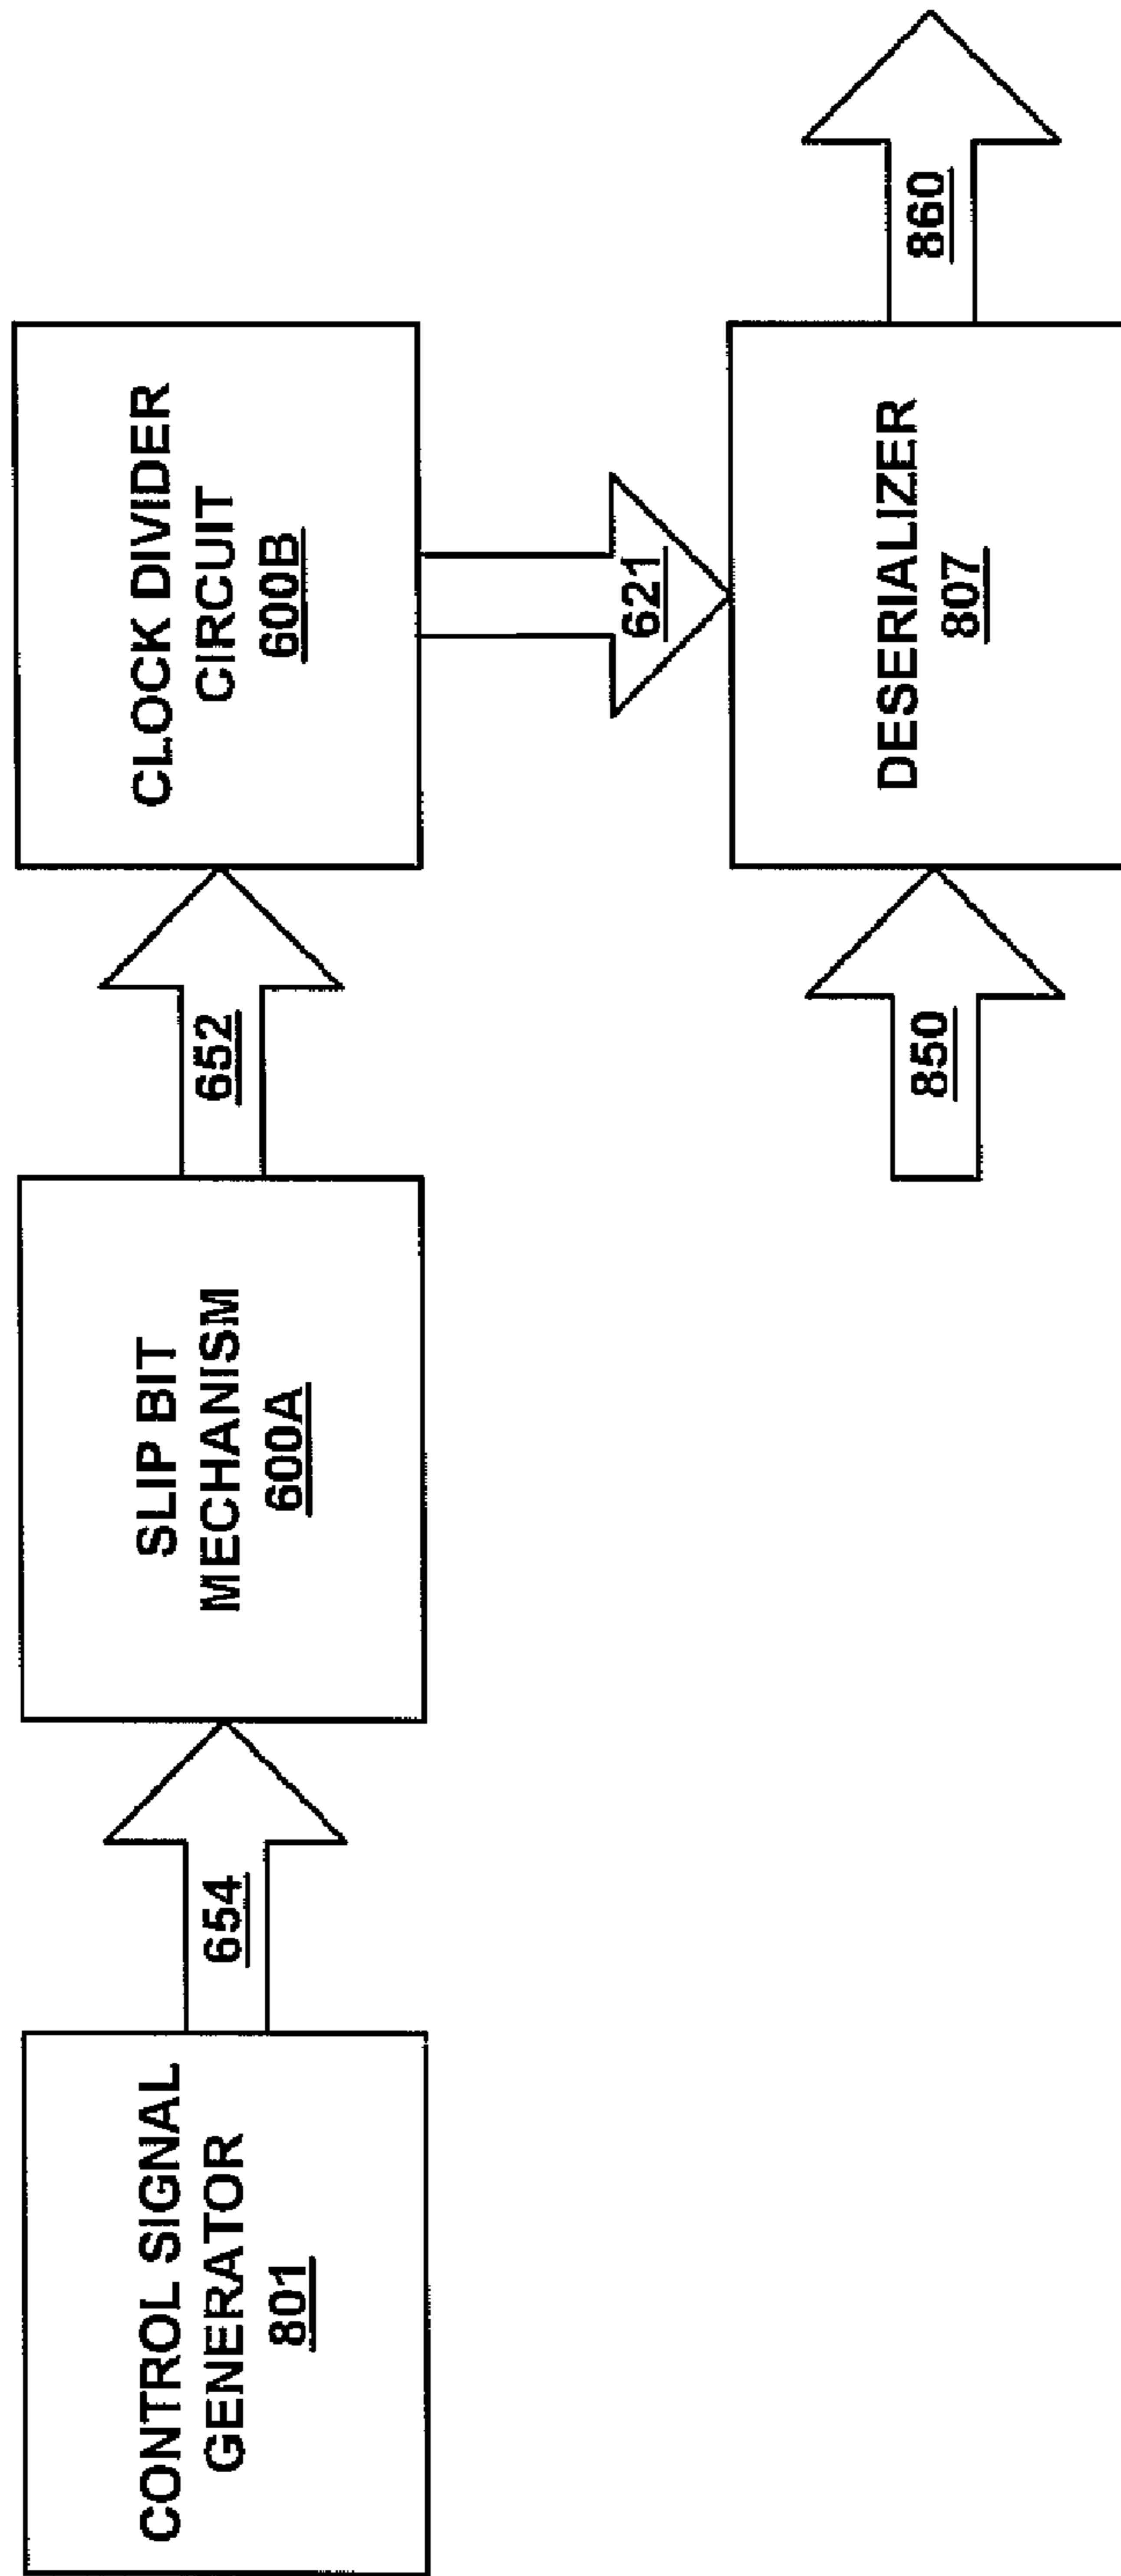 CONTROL SIGNAL
GENERATOR
801
654
SLIP BIT
MECHANISM
600A
652
CLOCK DIVIDER
CIRCUIT
600B
621
850
DESERIALIZER
807
860